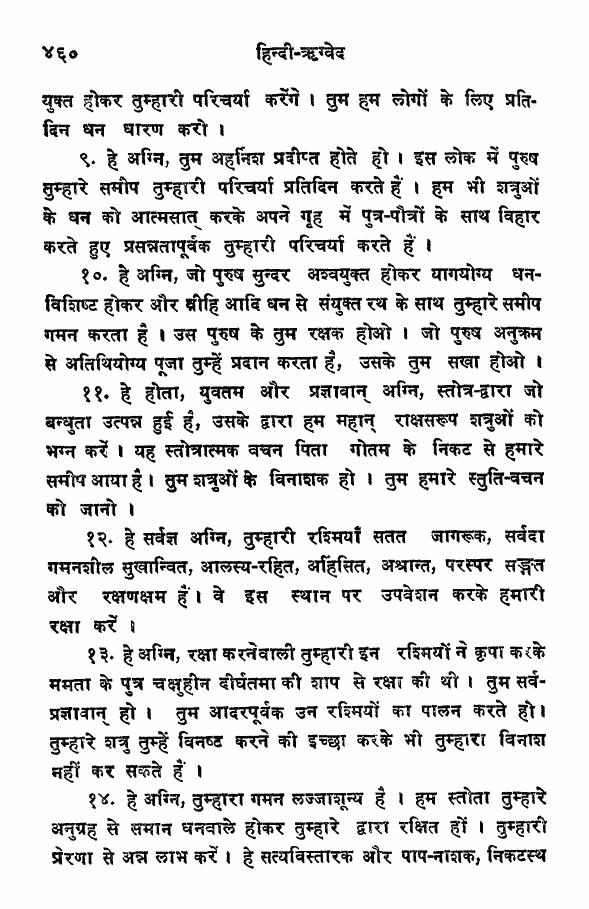 ४६० हिन्दी-ऋग्वेद
युक्त होकर तुम्हारी परिचर्या करेंगे । तुम हम लोगों के लिए प्रति-
दिन धन धारण करो ।
९. हे अग्नि, तुम अहर्निश प्रदीप्त होते हो । इस लोक में पुरुष
तुम्हारे समीप तुम्हारी परिचर्या प्रतिदिन करते हैं । हम भी शत्रुओं
के धन को आत्मसात् करके अपने गृह में पुत्र-पौत्रों के साथ विहार
करते हुए प्रसन्नतापूर्वक तुम्हारी परिचर्या करते हैं ।
१०. हे अग्नि, जो पुरुष सुन्दर अश्वयुक्त होकर यागयोग्य धन-
विशिष्ट होकर और व्रीहि आदि धन से संयुक्त रथ के साथ तुम्हारे समीप
गमन करता है । उस पुरुष के तुम रक्षक होओ । जो पुरुष अनुक्रम
से अतिथियोग्य पूजा तुम्हें प्रदान करता है, उसके तुम सखा होओ ।
११. हे होता, युवतम और प्रज्ञावान् अग्नि, स्तोत्र-द्वारा जो
बन्धुता उत्पन्न हुई है, उसके द्वारा हम महान् राक्षसरूप शत्रुओं को
भग्न करें । यह स्तोत्रात्मक वचन पिता गोतम के निकट से हमारे
समीप आया है । तुम शत्रुओं के विनाशक हो । तुम हमारे स्तुति-वचन
को जानो ।
१२. हे सर्वज्ञ अग्नि, तुम्हारी रश्मियाँ सतत जागरूक, सर्वदा
गमनशील सुखान्वित, आलस्य-रहित, अहिंसित, अश्रान्त, परस्पर सङ्गत
और रक्षणक्षम हैं । वे इस स्थान पर उपवेशन करके हमारी
रक्षा करें ।
१३. हे अग्नि, रक्षा करनेवाली तुम्हारी इन रश्मियों ने कृपा करके
ममता के पुत्र चक्षुहीन दीर्घतमा की शाप से रक्षा की थी । तुम सर्व-
प्रज्ञावान् हो । तुम आदरपूर्वक उन रश्मियों का पालन करते हो।
तुम्हारे शत्रु तुम्हें विनष्ट करने की इच्छा करके भी तुम्हारा विनाश
नहीं कर सकते हैं ।
१४. हे अग्नि, तुम्हारा गमन लज्जाशून्य है । हम स्तोता तुम्हारे
अनुग्रह से समान धनवाले होकर तुम्हारे द्वारा रक्षित हों । तुम्हारी
प्रेरणा से अन्न लाभ करें । हे सत्यविस्तारक और पाप-नाशक, निकटस्थ